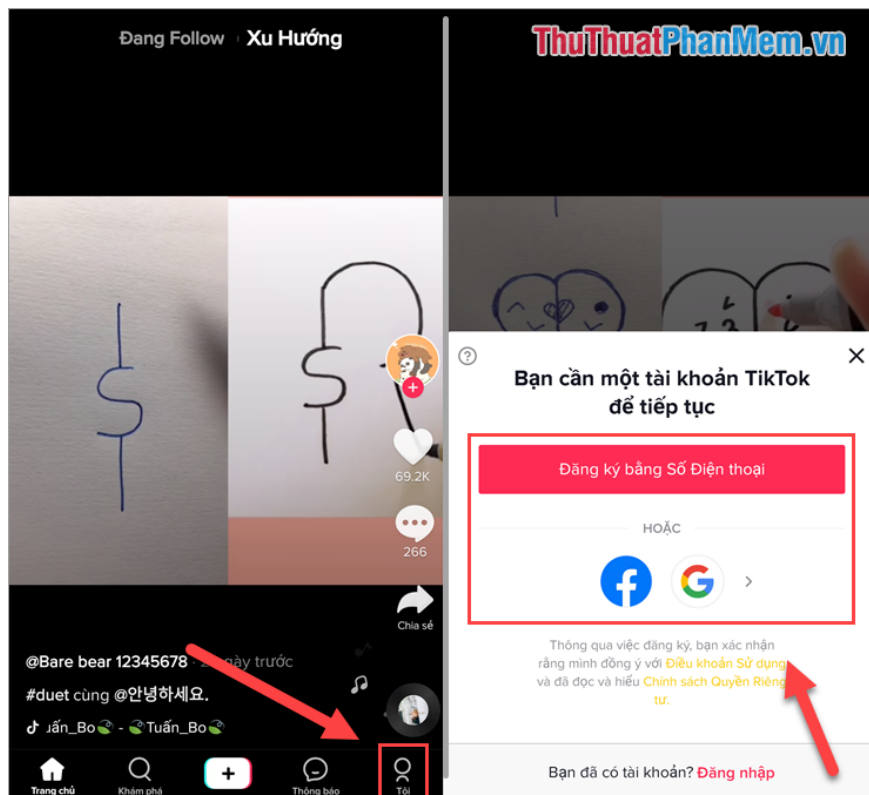 Đang Follow Xu Hướng
69.2K
266
Chia sẻ
@Bare bear 12345678 · ngày trước
#duet cùng @안녕하세요.
uấn_Bo🍃 - 🍃Tuấn_Bo🍃
Trang chủ Khám phá Thông báo Tôi
ThuThuatPhanMem.vn
Bạn cần một tài khoản TikTok
để tiếp tục
Đăng ký bằng Số Điện thoại
HOẶC
Thông qua việc đăng ký, bạn xác nhận
rằng mình đồng ý với Điều khoản Sử dụng
và đã đọc và hiểu Chính sách Quyền Riêng
tư.
Bạn đã có tài khoản? Đăng nhập